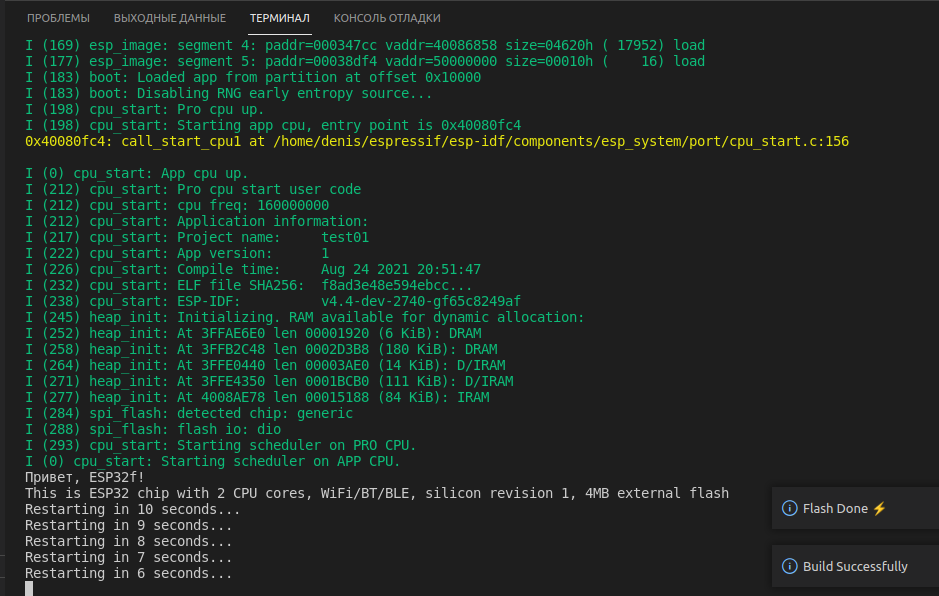 ПРОБЛЕМЫ ВЫХОДНЫЕ ДАННЫЕ ТЕРМИНАЛ КОНСОЛЬ ОТЛАДКИ
I (169) esp_image: segment 4: paddr=000347cc vaddr=40086858 size=04620h ( 17952) load
I (177) esp_image: segment 5: paddr=00038df4 vaddr=50000000 size=00010h (    16) load
I (183) boot: Loaded app from partition at offset 0x10000
I (183) boot: Disabling RNG early entropy source...
I (198) cpu_start: Pro cpu up.
I (198) cpu_start: Starting app cpu, entry point is 0x40080fc4
0x40080fc4: call_start_cpu1 at /home/denis/espressif/esp-idf/components/esp_system/port/cpu_start.c:156
I (0) cpu_start: App cpu up.
I (212) cpu_start: Pro cpu start user code
I (212) cpu_start: cpu freq: 160000000
I (212) cpu_start: Application information:
I (217) cpu_start: Project name:     test01
I (222) cpu_start: App version:      1
I (226) cpu_start: Compile time:     Aug 24 2021 20:51:47
I (232) cpu_start: ELF file SHA256:  f8ad3e48e594ebcc...
I (238) cpu_start: ESP-IDF:          v4.4-dev-2740-gf65c8249af
I (245) heap_init: Initializing. RAM available for dynamic allocation:
I (252) heap_init: At 3FFAE6E0 len 00001920 (6 KiB): DRAM
I (258) heap_init: At 3FFB2C48 len 0002D3B8 (180 KiB): DRAM
I (264) heap_init: At 3FFE0440 len 00003AE0 (14 KiB): D/IRAM
I (271) heap_init: At 3FFE4350 len 0001BCB0 (111 KiB): D/IRAM
I (277) heap_init: At 4008AE78 len 00015188 (84 KiB): IRAM
I (284) spi_flash: detected chip: generic
I (288) spi_flash: flash io: dio
I (293) cpu_start: Starting scheduler on PRO CPU.
I (0) cpu_start: Starting scheduler on APP CPU.
Привет, ESP32f!
This is ESP32 chip with 2 CPU cores, WiFi/BT/BLE, silicon revision 1, 4MB external flash
Restarting in 10 seconds...
Restarting in 9 seconds...
Restarting in 8 seconds...
Restarting in 7 seconds...
Restarting in 6 seconds...
Flash Done ⚡
Build Successfully